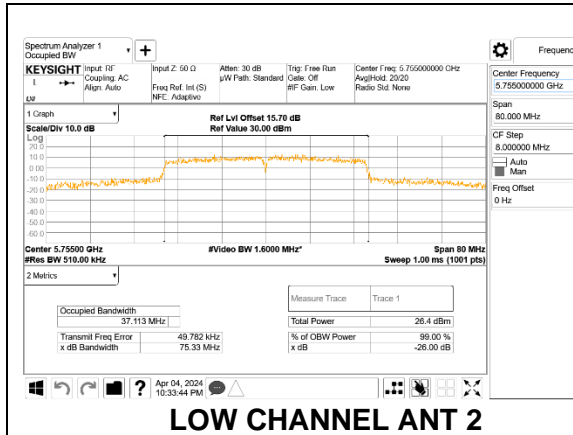 Spectrum Analyzer 1
Occupied BW
Frequenc
KEYSIGHT
Input: RF
Coupling: AC
Align: Auto
Input Z: 50 Ω
Freq Ref: Int (S)
NFE: Adaptive
Atten: 30 dB
µW Path: Standard
Trig: Free Run
Gate: Off
#IF Gain: Low
Center Freq: 5.755000000 GHz
Avg|Hold: 20/20
Radio Std: None
Center Frequency
5.755000000 GHz
Span
80.000 MHz
CF Step
8.000000 MHz
Auto
Man
Freq Offset
0 Hz
1 Graph
Scale/Div 10.0 dB
Ref Lvl Offset 15.70 dB
Ref Value 30.00 dBm
Log
20.0
10.0
0.00
-10.0
-20.0
-30.0
-40.0
-50.0
-60.0
Center 5.75500 GHz
#Video BW 1.6000 MHz*
Span 80 MHz
#Res BW 510.00 kHz
Sweep 1.00 ms (1001 pts)
2 Metrics
Measure Trace Trace 1
Occupied Bandwidth
37.113 MHz
Total Power 26.4 dBm
Transmit Freq Error 49.782 kHz
% of OBW Power 99.00 %
x dB Bandwidth 75.33 MHz
x dB -26.00 dB
Apr 04, 2024
10:33:44 PM
LOW CHANNEL ANT 2